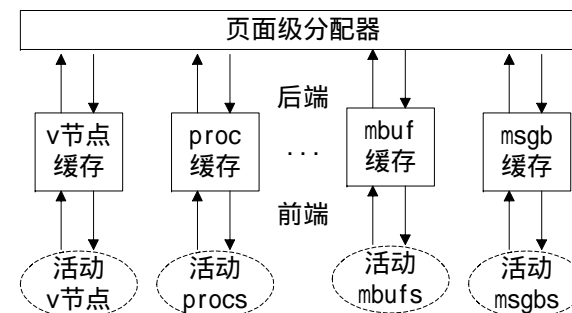 页面级分配器
后端
v节点
缓存
proc
缓存
...
mbuf
缓存
msgb
缓存
前端
活动
v节点
活动
procs
活动
mbufs
活动
msgbs